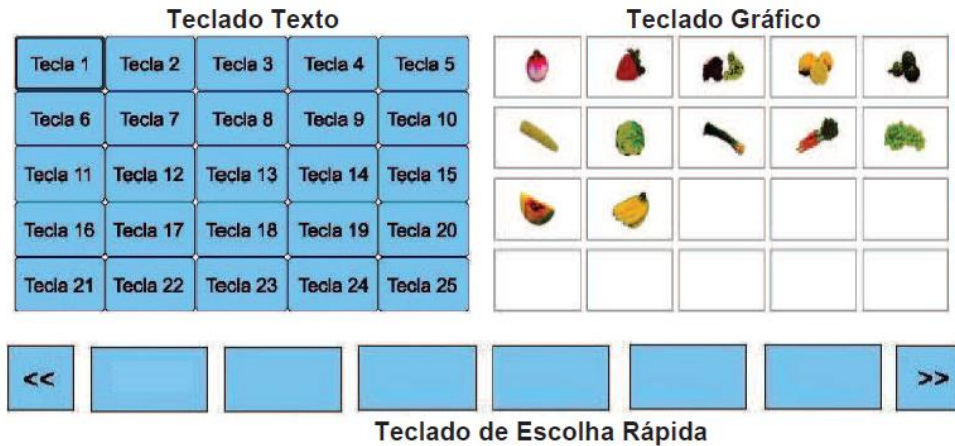 Teclado Texto
Teclado Gráfico
Tecla 1 Tecla 2 Tecla 3 Tecla 4 Tecla 5
Tecla 6 Tecla 7 Tecla 8 Tecla 9 Tecla 10
Tecla 11 Tecla 12 Tecla 13 Tecla 14 Tecla 15
Tecla 16 Tecla 17 Tecla 18 Tecla 19 Tecla 20
Tecla 21 Tecla 22 Tecla 23 Tecla 24 Tecla 25
<< >>
Teclado de Escolha Rápida